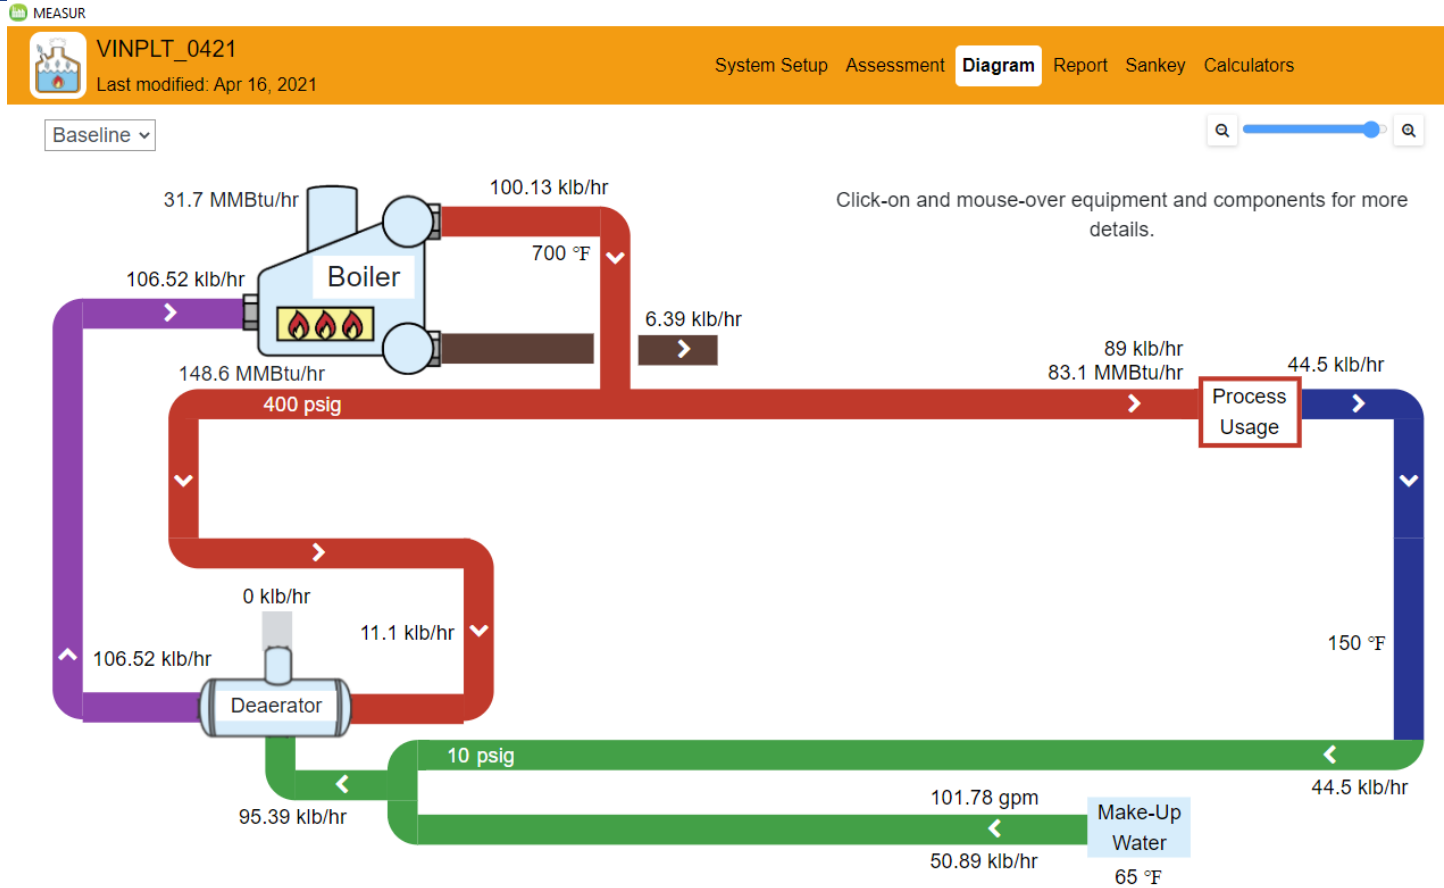 MEASUR
VINPLT_0421
Last modified: Apr 16, 2021
System Setup Assessment Diagram Report Sankey Calculators
Baseline
31.7 MMBtu/hr
100.13 klb/hr
Click-on and mouse-over equipment and components for more
details.
700 °F
106.52 klb/hr
Boiler
6.39 klb/hr
148.6 MMBtu/hr
89 klb/hr
83.1 MMBtu/hr
44.5 klb/hr
400 psig
Process
Usage
0 klb/hr
11.1 klb/hr
150 °F
106.52 klb/hr
Deaerator
10 psig
44.5 klb/hr
95.39 klb/hr
101.78 gpm
Make-Up
Water
50.89 klb/hr
65 °F